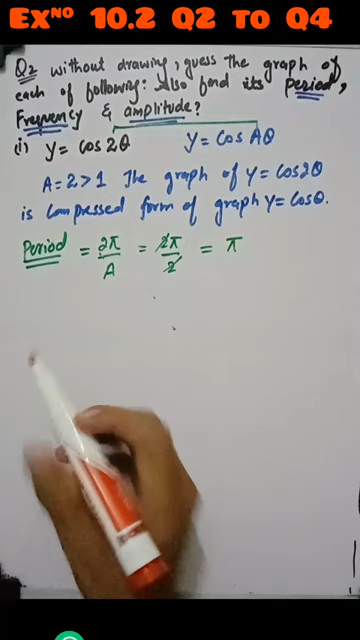 Exᴺᴼ 10.2 Q2 TO Q4
Q2 without drawing, guess the graph of
each of following: Also find its Period,
Frequency & amplitude?
(i) y = cos 2θ y = cos Aθ
A = 2 > 1 The graph of y = cos2θ
is compressed form of graph y = cosθ.
Period = 2π/A = 2π/2 = π